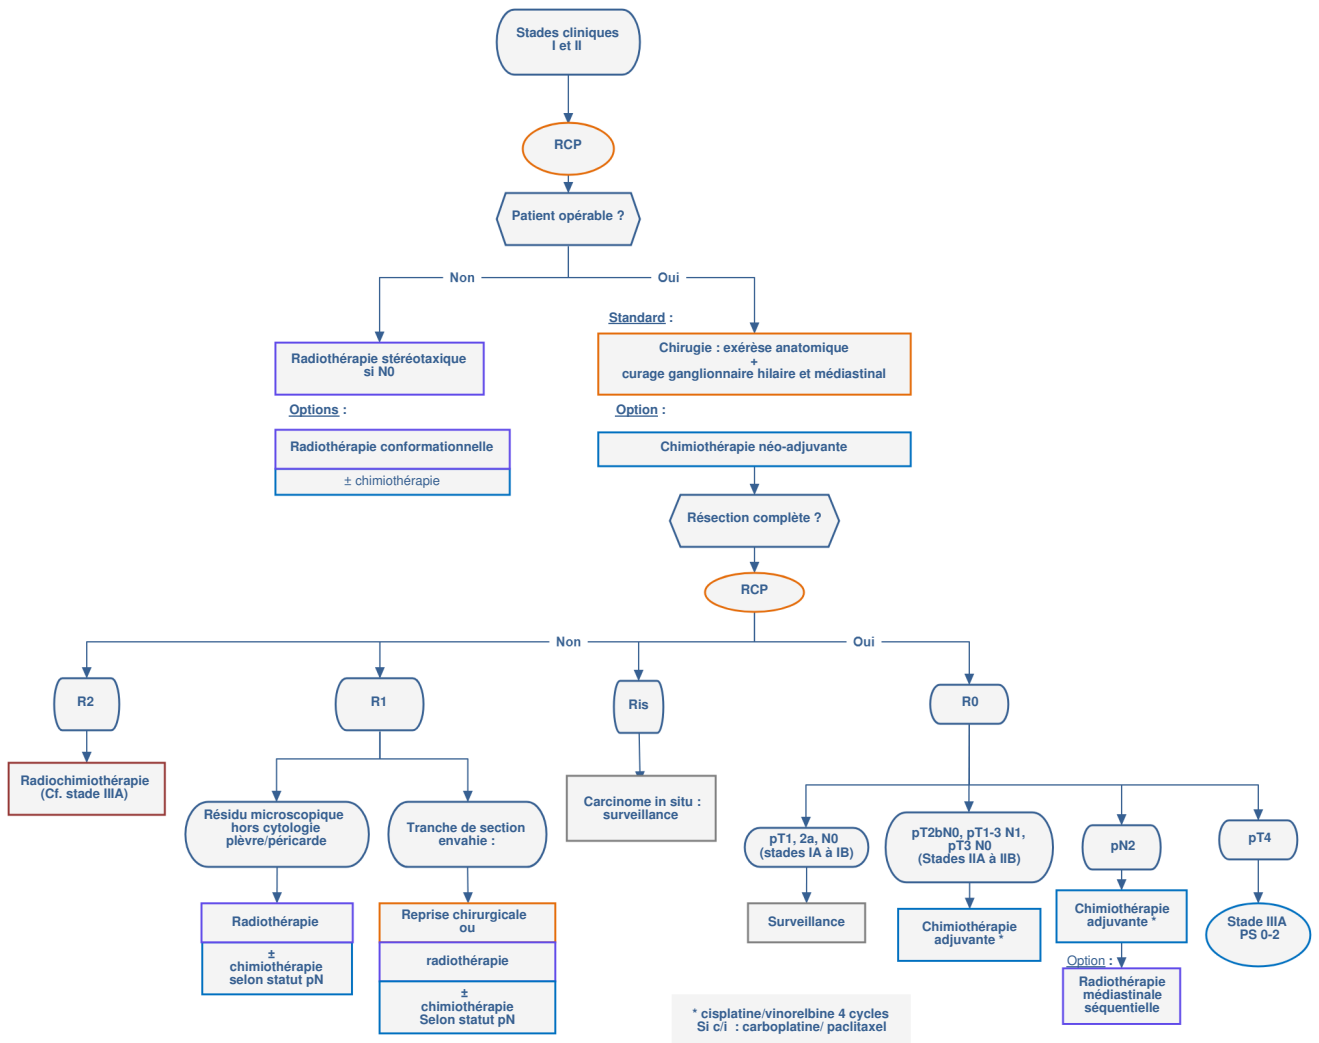 Stades cliniques
I et II
RCP
Patient opérable ?
Non
Oui
Standard :
Radiothérapie stéréotaxique
si N0
Chirugie : exérèse anatomique
+
curage ganglionnaire hilaire et médiastinal
Options :
Option :
Radiothérapie conformationnelle
± chimiothérapie
Chimiothérapie néo-adjuvante
Résection complète ?
RCP
Non
Oui
R2
R1
Ris
R0
Radiochimiothérapie
(Cf. stade IIIA)
Résidu microscopique
hors cytologie
plèvre/péricarde
Tranche de section
envahie :
Carcinome in situ :
surveillance
pT1, 2a, N0
(stades IA à IB)
pT2bN0, pT1-3 N1,
pT3 N0
(Stades IIA à IIB)
pN2
pT4
Radiothérapie
±
chimiothérapie
selon statut pN
Reprise chirurgicale
ou
radiothérapie
±
chimiothérapie
Selon statut pN
Surveillance
Chimiothérapie
adjuvante *
Chimiothérapie
adjuvante *
Option :
Radiothérapie
médiastinale
séquentielle
Stade IIIA
PS 0-2
* cisplatine/vinorelbine 4 cycles
Si c/i : carboplatine/ paclitaxel